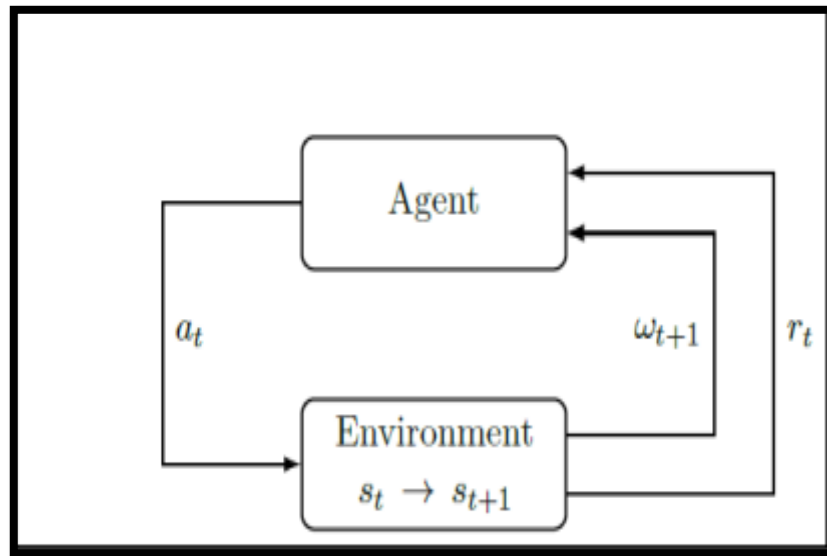 Agent
a_t
ω_{t+1}
r_t
Environment
s_t → s_{t+1}